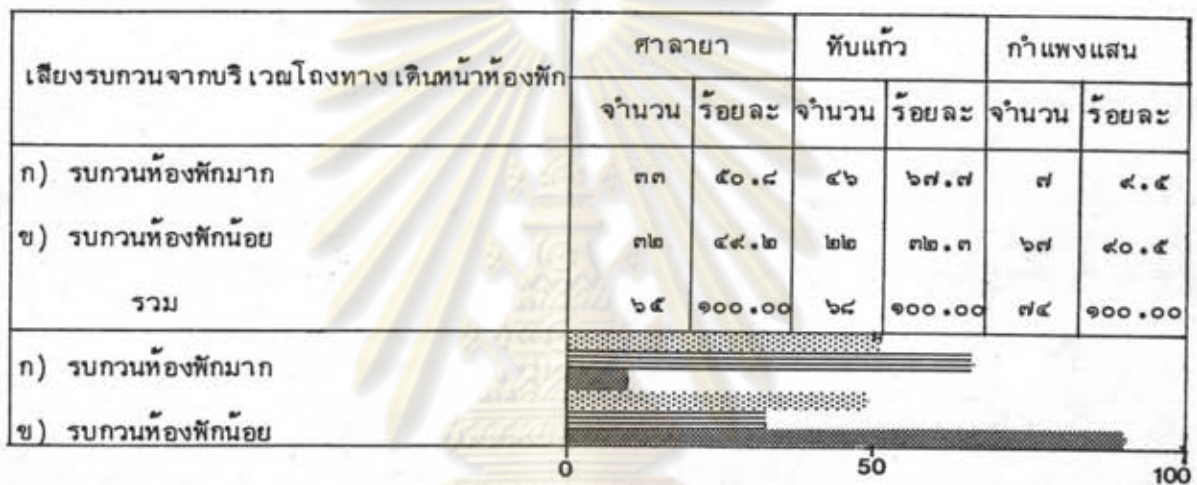 ศาลายา ทับแก้ว กำแพงแสน
เสียงรบกวนจากบริเวณโถงทางเดินหน้าห้องพัก
จำนวน ร้อยละ จำนวน ร้อยละ จำนวน ร้อยละ
ก) รบกวนห้องพักมาก ๓๓ ๕๐.๘ ๔๖ ๖๗.๗ ๗ ๙.๕
ข) รบกวนห้องพักน้อย ๓๒ ๔๙.๒ ๒๒ ๓๒.๓ ๖๗ ๙๐.๕
รวม ๖๕ ๑๐๐.๐๐ ๖๘ ๑๐๐.๐๐ ๗๔ ๑๐๐.๐๐
ก) รบกวนห้องพักมาก
ข) รบกวนห้องพักน้อย
0 50 100